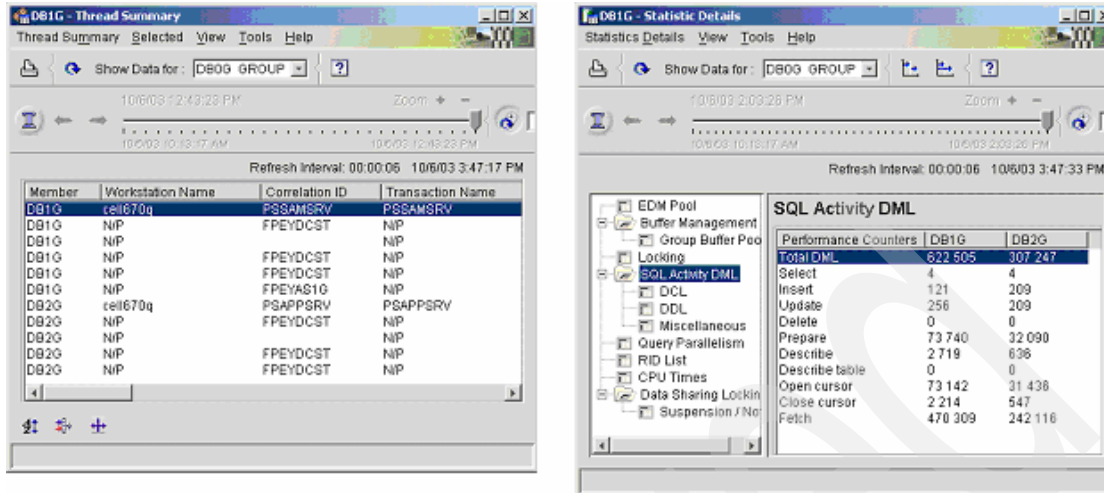 DB1G - Thread Summary
Thread Summary Selected View Tools Help
Show Data for : DB0G GROUP
10/6/03 12:43:23 PM Zoom
10/6/03 10:13:17 AM 10/6/03 12:43:23 PM
Refresh Interval: 00:00:06 10/6/03 3:47:17 PM
Member Workstation Name Correlation ID Transaction Name
DB1G cell670q PSSAMSRV PSSAMSRV
DB1G N/P FPEYDCST N/P
DB1G N/P N/P
DB1G N/P FPEYDCST N/P
DB1G N/P FPEYDCST N/P
DB1G N/P FPEYAS1G N/P
DB2G cell670q PSAPPSRV PSAPPSRV
DB2G N/P FPEYDCST N/P
DB2G N/P N/P
DB2G N/P FPEYDCST N/P
DB2G N/P FPEYDCST N/P
DB1G - Statistic Details
Statistics Details View Tools Help
Show Data for : DB0G GROUP
10/6/03 2:03:26 PM Zoom
10/6/03 10:13:17 AM 10/6/03 2:03:26 PM
Refresh Interval: 00:00:06 10/6/03 3:47:33 PM
EDM Pool
Buffer Management
Group Buffer Poo
Locking
SQL Activity DML
DCL
DDL
Miscellaneous
Query Parallelism
RID List
CPU Times
Data Sharing Lockin
Suspension / No
SQL Activity DML
Performance Counters DB1G DB2G
Total DML 622 505 307 247
Select 4 4
Insert 121 209
Update 256 209
Delete 0 0
Prepare 73 740 32 090
Describe 2 719 636
Describe table 0 0
Open cursor 73 142 31 436
Close cursor 2 214 547
Fetch 470 309 242 116